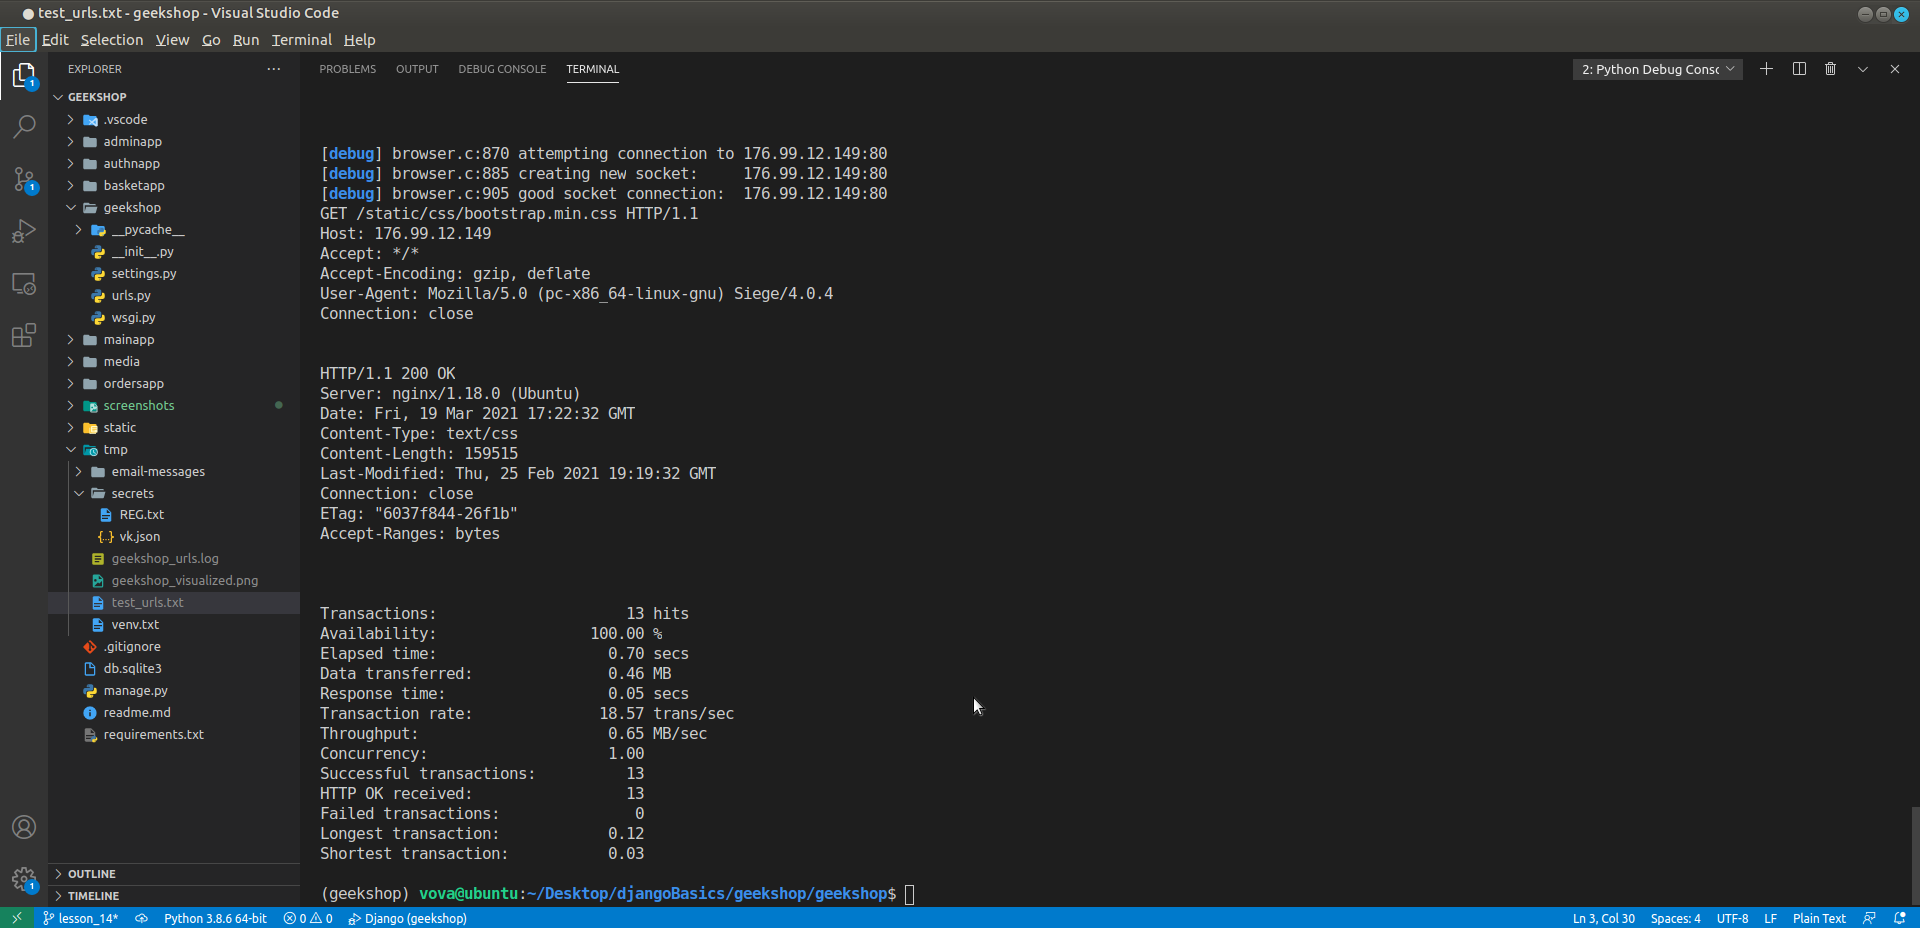 test_urls.txt - geekshop - Visual Studio Code
File Edit Selection View Go Run Terminal Help
EXPLORER
GEEKSHOP
.vscode
adminapp
authnapp
basketapp
geekshop
__pycache__
__init__.py
settings.py
urls.py
wsgi.py
mainapp
media
ordersapp
screenshots
static
tmp
email-messages
secrets
REG.txt
{..} vk.json
geekshop_urls.log
geekshop_visualized.png
test_urls.txt
venv.txt
.gitignore
db.sqlite3
manage.py
readme.md
requirements.txt
OUTLINE
TIMELINE
1
1
1
PROBLEMS OUTPUT DEBUG CONSOLE TERMINAL
2: Python Debug Consc
[debug] browser.c:870 attempting connection to 176.99.12.149:80
[debug] browser.c:885 creating new socket:     176.99.12.149:80
[debug] browser.c:905 good socket connection:  176.99.12.149:80
GET /static/css/bootstrap.min.css HTTP/1.1
Host: 176.99.12.149
Accept: */*
Accept-Encoding: gzip, deflate
User-Agent: Mozilla/5.0 (pc-x86_64-linux-gnu) Siege/4.0.4
Connection: close
HTTP/1.1 200 OK
Server: nginx/1.18.0 (Ubuntu)
Date: Fri, 19 Mar 2021 17:22:32 GMT
Content-Type: text/css
Content-Length: 159515
Last-Modified: Thu, 25 Feb 2021 19:19:32 GMT
Connection: close
ETag: "6037f844-26f1b"
Accept-Ranges: bytes
Transactions: 13 hits
Availability: 100.00 %
Elapsed time: 0.70 secs
Data transferred: 0.46 MB
Response time: 0.05 secs
Transaction rate: 18.57 trans/sec
Throughput: 0.65 MB/sec
Concurrency: 1.00
Successful transactions: 13
HTTP OK received: 13
Failed transactions: 0
Longest transaction: 0.12
Shortest transaction: 0.03
(geekshop) vova@ubuntu:~/Desktop/djangoBasics/geekshop/geekshop$
lesson_14* Python 3.8.6 64-bit 0 0 Django (geekshop) Ln 3, Col 30 Spaces: 4 UTF-8 LF Plain Text